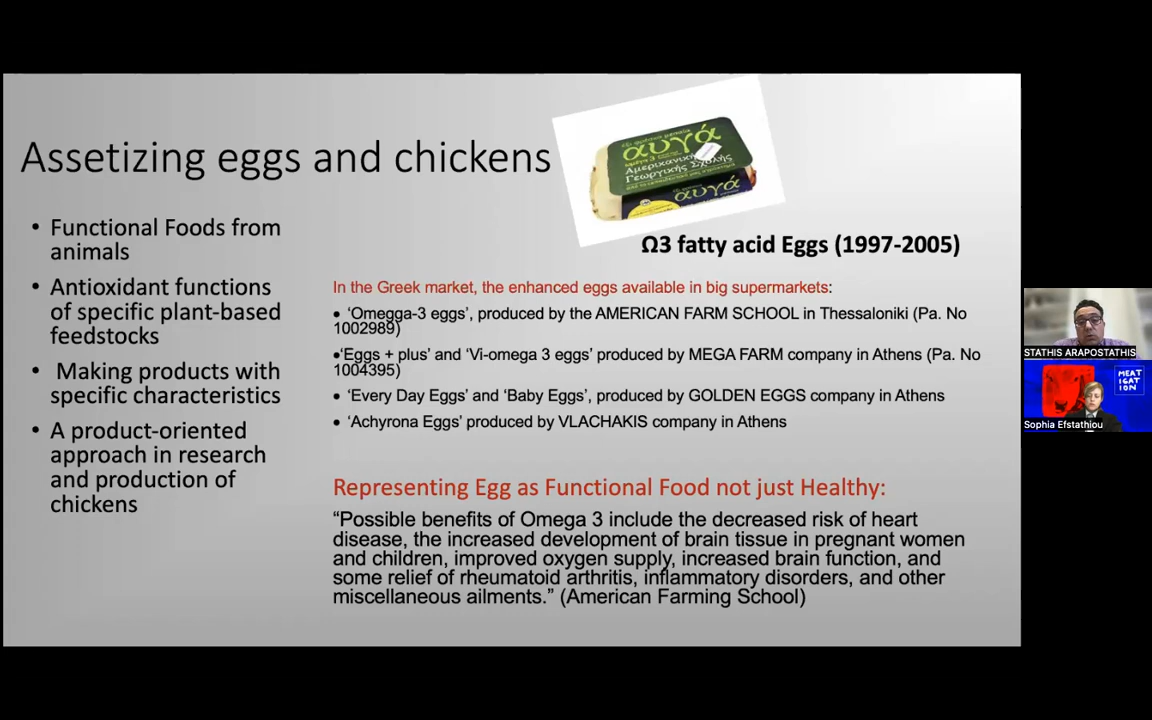 Assetizing eggs and chickens
αυγά
Αμερικανικής
Γεωργικής Σχολής
αυγά
Ω3 fatty acid Eggs (1997-2005)
• Functional Foods from
animals
• Antioxidant functions
of specific plant-based
feedstocks
• Making products with
specific characteristics
• A product-oriented
approach in research
and production of
chickens
In the Greek market, the enhanced eggs available in big supermarkets:
• ‘Omegga-3 eggs’, produced by the AMERICAN FARM SCHOOL in Thessaloniki (Pa. No
1002989)
•‘Eggs + plus’ and ‘Vi-omega 3 eggs’ produced by MEGA FARM company in Athens (Pa. No
1004395)
• ‘Every Day Eggs’ and ‘Baby Eggs’, produced by GOLDEN EGGS company in Athens
• ‘Achyrona Eggs’ produced by VLACHAKIS company in Athens
Representing Egg as Functional Food not just Healthy:
“Possible benefits of Omega 3 include the decreased risk of heart
disease, the increased development of brain tissue in pregnant women
and children, improved oxygen supply, increased brain function, and
some relief of rheumatoid arthritis, inflammatory disorders, and other
miscellaneous ailments.” (American Farming School)
STATHIS ARAPOSTATHIS
MEAT
IGAT
ION
Sophia Efstathiou